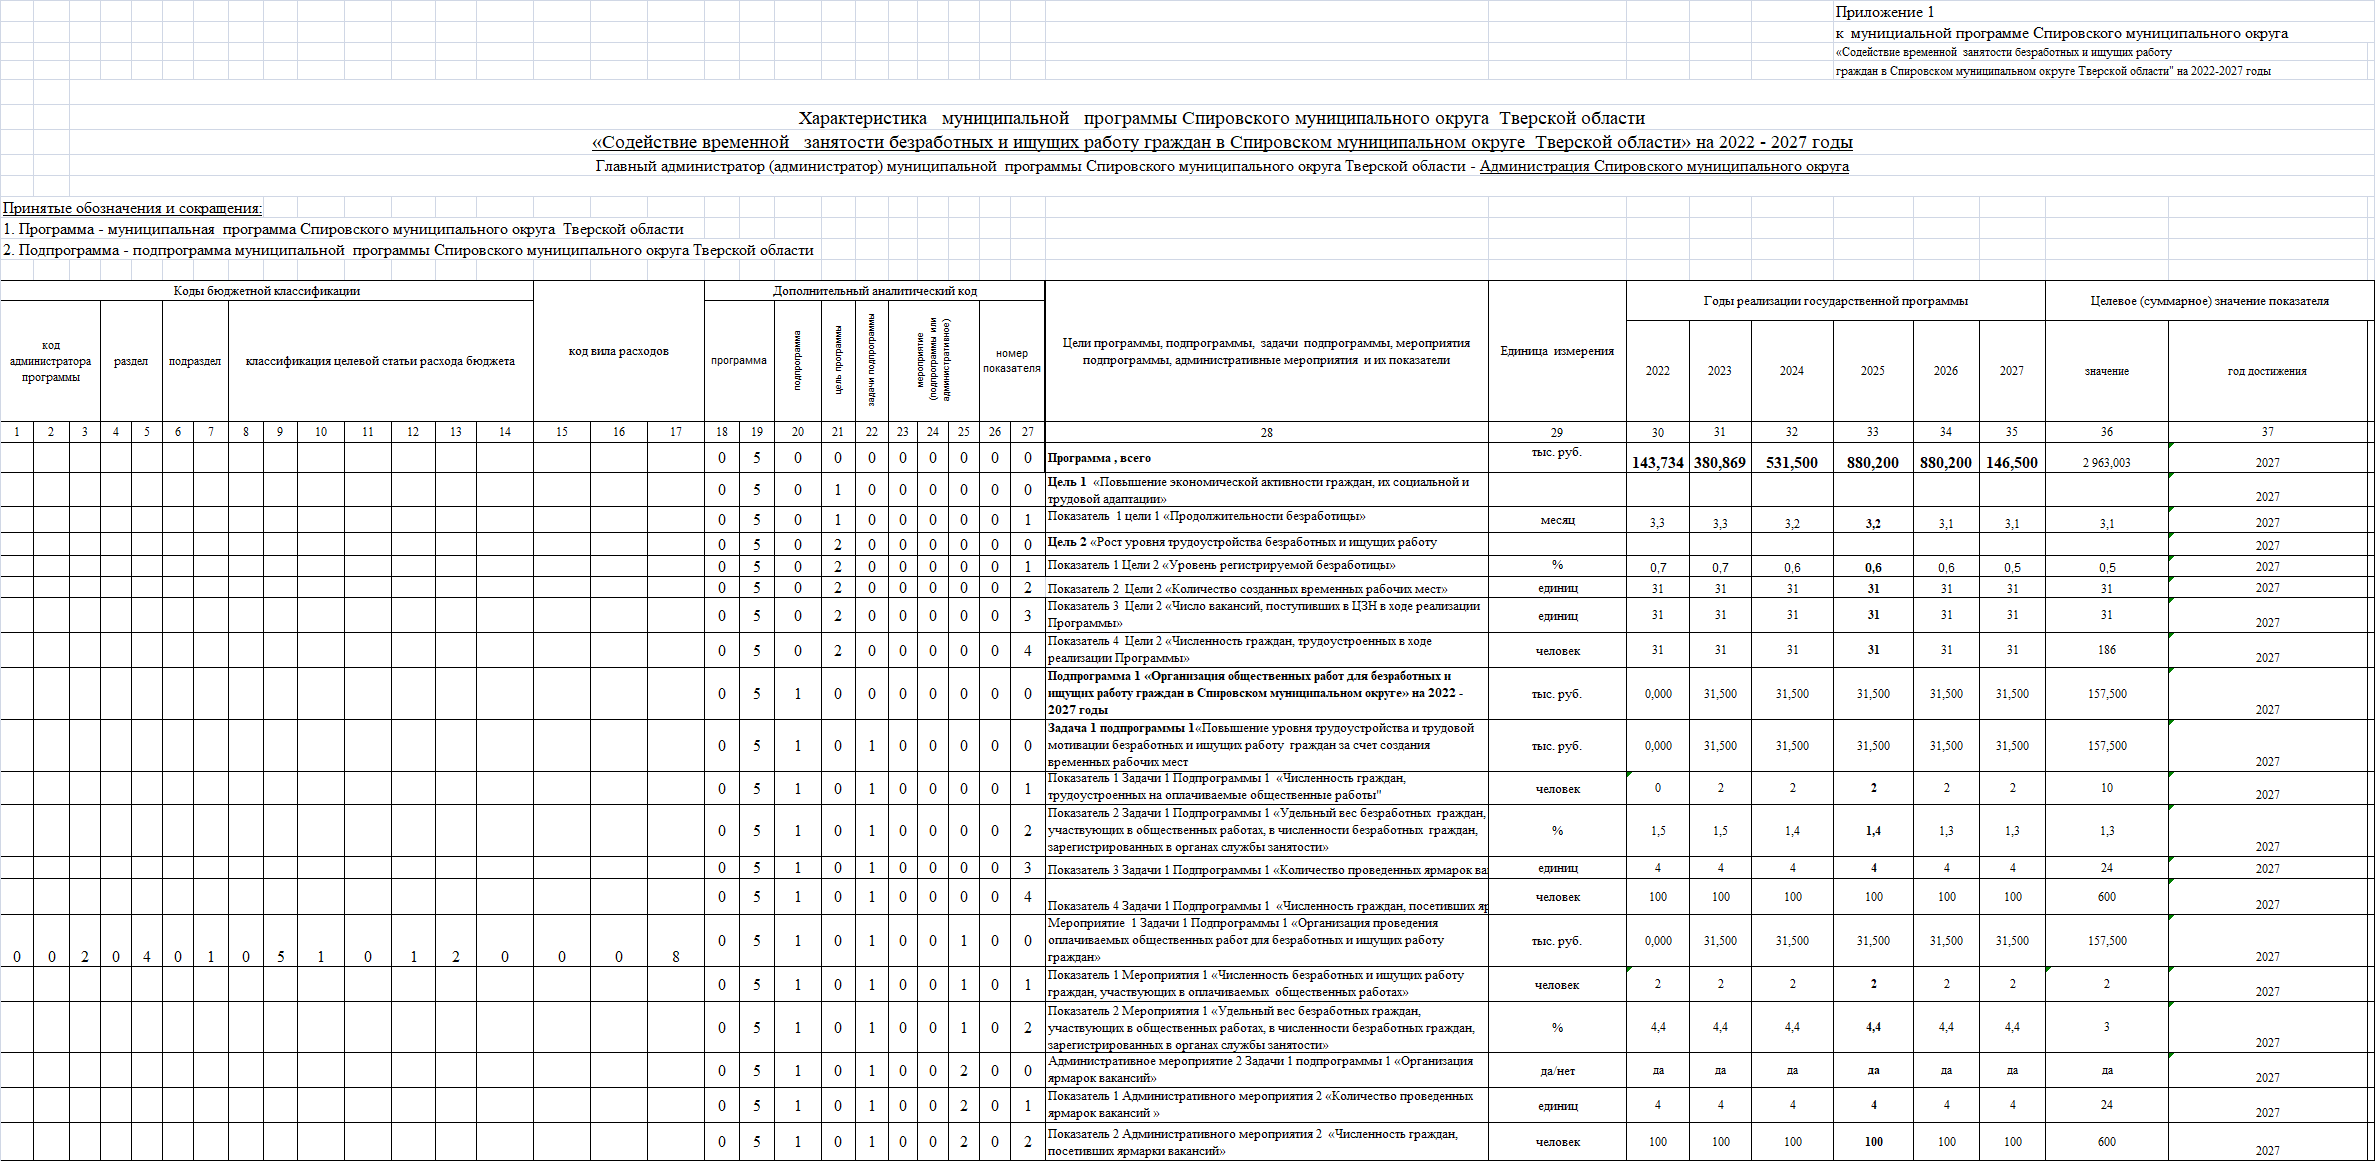 Приложение 1
к муниципальной программе Спировского муниципального округа
«Содействие временной занятости безработных и ищущих работу
граждан в Спировском муниципальном округе Тверской области" на 2022-2027 годы
Характеристика муниципальной программы Спировского муниципального округа Тверской области
«Содействие временной занятости безработных и ищущих работу граждан в Спировском муниципальном округе Тверской области» на 2022 - 2027 годы
Главный администратор (администратор) муниципальной программы Спировского муниципального округа Тверской области - Администрация Спировского муниципального округа
Принятые обозначения и сокращения:
1. Программа - муниципальная программа Спировского муниципального округа Тверской области
2. Подпрограмма - подпрограмма муниципальной программы Спировского муниципального округа Тверской области
Коды бюджетной классификации
код администратора программы
раздел
подраздел
классификация целевой статьи расхода бюджета
код вила расходов
Дополнительный аналитический код
программа
подпрограмма
цель программы
задачи подпрограммы
мероприятие (подпрограммы или административное)
номер показателя
Цели программы, подпрограммы, задачи подпрограммы, мероприятия
подпрограммы, административные мероприятия и их показатели
Единица измерения
Годы реализации государственной программы
2022 2023 2024 2025 2026 2027
Целевое (суммарное) значение показателя
значение
год достижения
1 2 3 4 5 6 7 8 9 10 11 12 13 14 15 16 17 18 19 20 21 22 23 24 25 26 27 28 29 30 31 32 33 34 35 36 37
0 5 0 0 0 0 0 0 0 0 Программа , всего тыс. руб. 143,734 380,869 531,500 880,200 880,200 146,500 2 963,003 2027
0 5 0 1 0 0 0 0 0 0 Цель 1 «Повышение экономической активности граждан, их социальной и
трудовой адаптации» 2027
0 5 0 1 0 0 0 0 0 1 Показатель 1 цели 1 «Продолжительности безработицы» месяц 3,3 3,3 3,2 3,2 3,1 3,1 3,1 2027
0 5 0 2 0 0 0 0 0 0 Цель 2 «Рост уровня трудоустройства безработных и ищущих работу 2027
0 5 0 2 0 0 0 0 0 1 Показатель 1 Цели 2 «Уровень регистрируемой безработицы» % 0,7 0,7 0,6 0,6 0,6 0,5 0,5 2027
0 5 0 2 0 0 0 0 0 2 Показатель 2 Цели 2 «Количество созданных временных рабочих мест» единиц 31 31 31 31 31 31 31 2027
0 5 0 2 0 0 0 0 0 3 Показатель 3 Цели 2 «Число вакансий, поступивших в ЦЗН в ходе реализации
Программы» единиц 31 31 31 31 31 31 31 2027
0 5 0 2 0 0 0 0 0 4 Показатель 4 Цели 2 «Численность граждан, трудоустроенных в ходе
реализации Программы» человек 31 31 31 31 31 31 186 2027
0 5 1 0 0 0 0 0 0 0 Подпрограмма 1 «Организация общественных работ для безработных и
ищущих работу граждан в Спировском муниципальном округе» на 2022 -
2027 годы тыс. руб. 0,000 31,500 31,500 31,500 31,500 31,500 157,500 2027
0 5 1 0 1 0 0 0 0 0 Задача 1 подпрограммы 1«Повышение уровня трудоустройства и трудовой
мотивации безработных и ищущих работу граждан за счет создания
временных рабочих мест тыс. руб. 0,000 31,500 31,500 31,500 31,500 31,500 157,500 2027
0 5 1 0 1 0 0 0 0 1 Показатель 1 Задачи 1 Подпрограммы 1 «Численность граждан,
трудоустроенных на оплачиваемые общественные работы" человек 0 2 2 2 2 2 10 2027
0 5 1 0 1 0 0 0 0 2 Показатель 2 Задачи 1 Подпрограммы 1 «Удельный вес безработных граждан,
участвующих в общественных работах, в численности безработных граждан,
зарегистрированных в органах службы занятости» % 1,5 1,5 1,4 1,4 1,3 1,3 1,3 2027
0 5 1 0 1 0 0 0 0 3 Показатель 3 Задачи 1 Подпрограммы 1 «Количество проведенных ярмарок ва единиц 4 4 4 4 4 4 24 2027
0 5 1 0 1 0 0 0 0 4 Показатель 4 Задачи 1 Подпрограммы 1 «Численность граждан, посетивших яр человек 100 100 100 100 100 100 600 2027
0 0 2 0 4 0 1 0 5 1 0 1 2 0 0 0 8 0 5 1 0 1 0 0 1 0 0 Мероприятие 1 Задачи 1 Подпрограммы 1 «Организация проведения
оплачиваемых общественных работ для безработных и ищущих работу
граждан» тыс. руб. 0,000 31,500 31,500 31,500 31,500 31,500 157,500 2027
0 5 1 0 1 0 0 1 0 1 Показатель 1 Мероприятия 1 «Численность безработных и ищущих работу
граждан, участвующих в оплачиваемых общественных работах» человек 2 2 2 2 2 2 2 2027
0 5 1 0 1 0 0 1 0 2 Показатель 2 Мероприятия 1 «Удельный вес безработных граждан,
участвующих в общественных работах, в численности безработных граждан,
зарегистрированных в органах службы занятости» % 4,4 4,4 4,4 4,4 4,4 4,4 3 2027
0 5 1 0 1 0 0 2 0 0 Административное мероприятие 2 Задачи 1 подпрограммы 1 «Организация
ярмарок вакансий» да/нет да да да да да да да 2027
0 5 1 0 1 0 0 2 0 1 Показатель 1 Административного мероприятия 2 «Количество проведенных
ярмарок вакансий » единиц 4 4 4 4 4 4 24 2027
0 5 1 0 1 0 0 2 0 2 Показатель 2 Административного мероприятия 2 «Численность граждан,
посетивших ярмарки вакансий» человек 100 100 100 100 100 100 600 2027